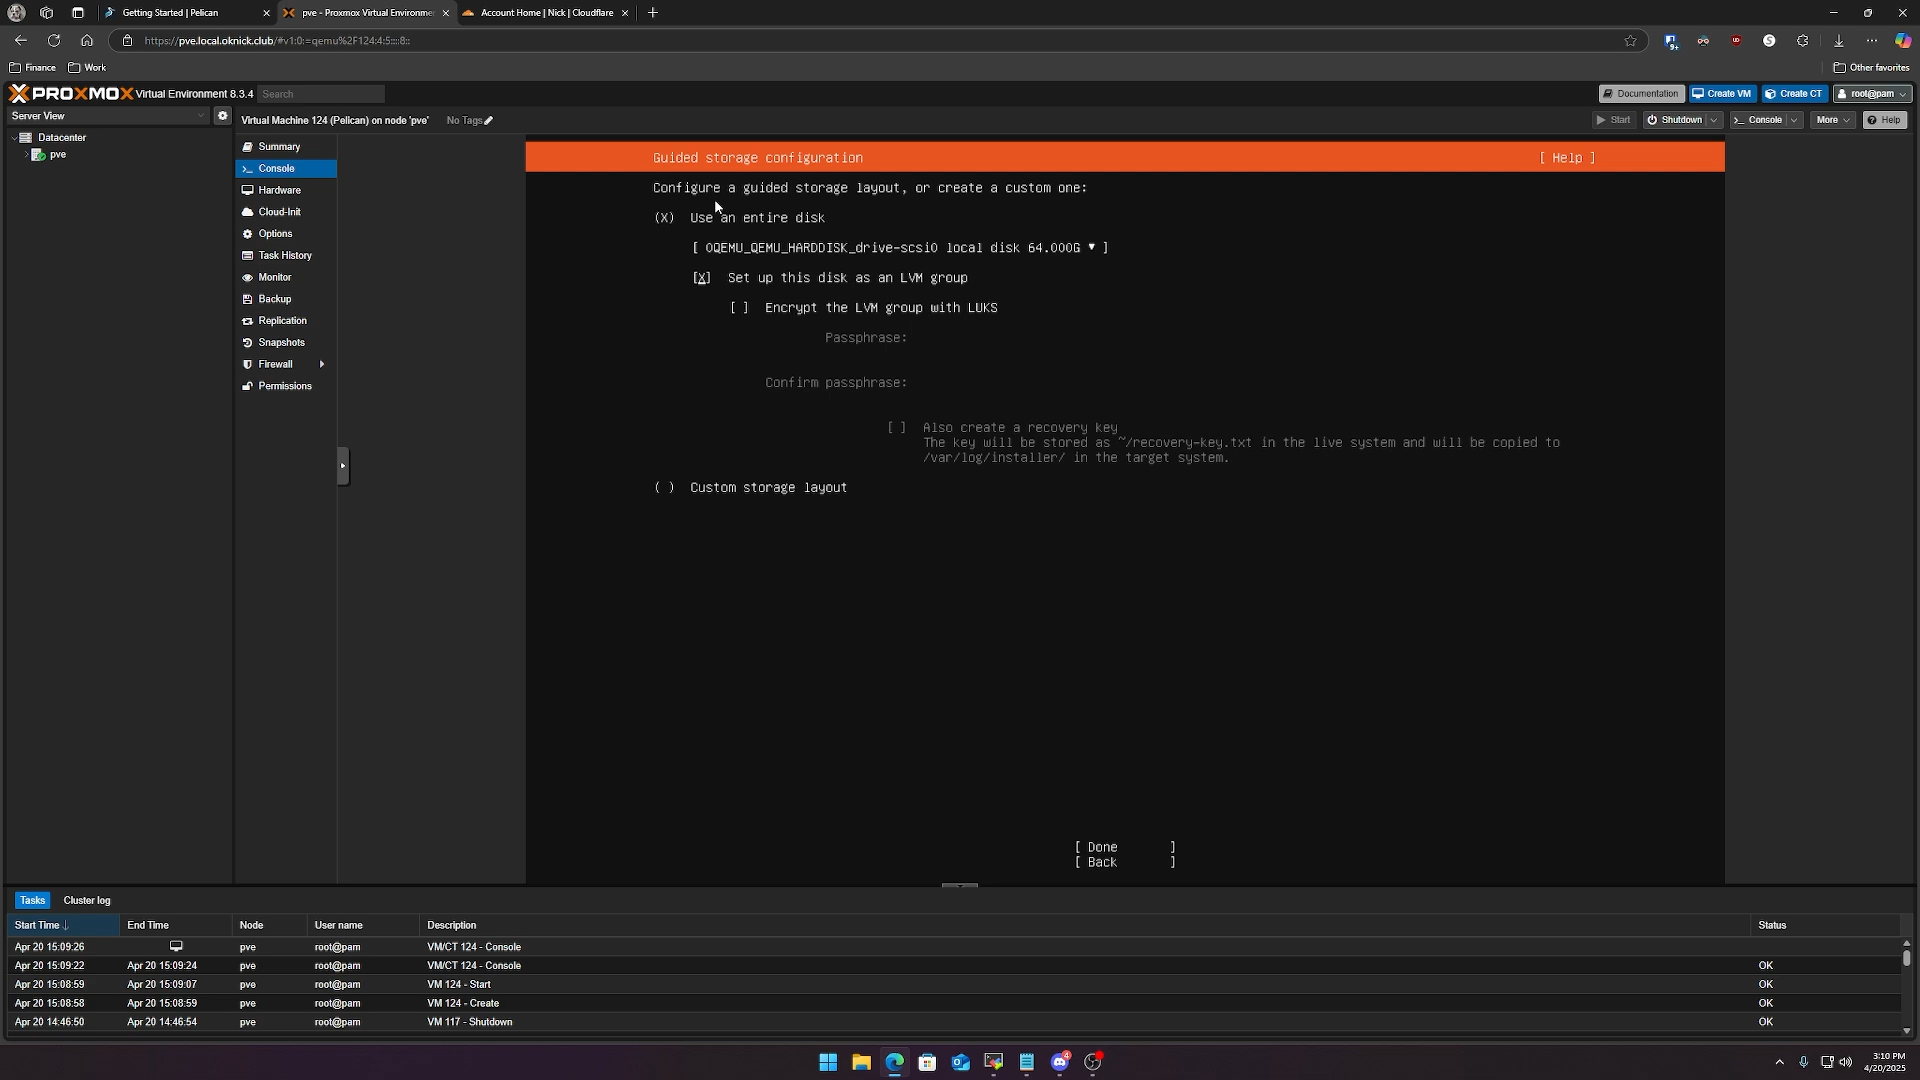 Getting Started | Pelican
pve - Proxmox Virtual Environme
Account Home | Nick | Cloudflare
https://pve.local.oknick.club/#v1:0:=qemu%2F124:4:5::::8::
Finance
Work
Other favorites
PROXMOX Virtual Environment 8.3.4
Search
Documentation
Create VM
Create CT
root@pam
Server View
Virtual Machine 124 (Pelican) on node 'pve'
No Tags
Start
Shutdown
>_ Console
More
Help
Datacenter
pve
Summary
>_ Console
Hardware
Cloud-Init
Options
Task History
Monitor
Backup
Replication
Snapshots
Firewall
Permissions
Guided storage configuration [ Help ]
Configure a guided storage layout, or create a custom one:
(X) Use an entire disk
[ 0QEMU_QEMU_HARDDISK_drive-scsi0 local disk 64.000G ▾ ]
[X] Set up this disk as an LVM group
[ ] Encrypt the LVM group with LUKS
Passphrase:
Confirm passphrase:
[ ] Also create a recovery key
The key will be stored as ~/recovery-key.txt in the live system and will be copied to
/var/log/installer/ in the target system.
( ) Custom storage layout
[ Done ]
[ Back ]
Tasks Cluster log
Start Time ↓ End Time Node User name Description Status
Apr 20 15:09:26 pve root@pam VM/CT 124 - Console
Apr 20 15:09:22 Apr 20 15:09:24 pve root@pam VM/CT 124 - Console OK
Apr 20 15:08:59 Apr 20 15:09:07 pve root@pam VM 124 - Start OK
Apr 20 15:08:58 Apr 20 15:08:59 pve root@pam VM 124 - Create OK
Apr 20 14:46:50 Apr 20 14:46:54 pve root@pam VM 117 - Shutdown OK
3:10 PM
4/20/2025